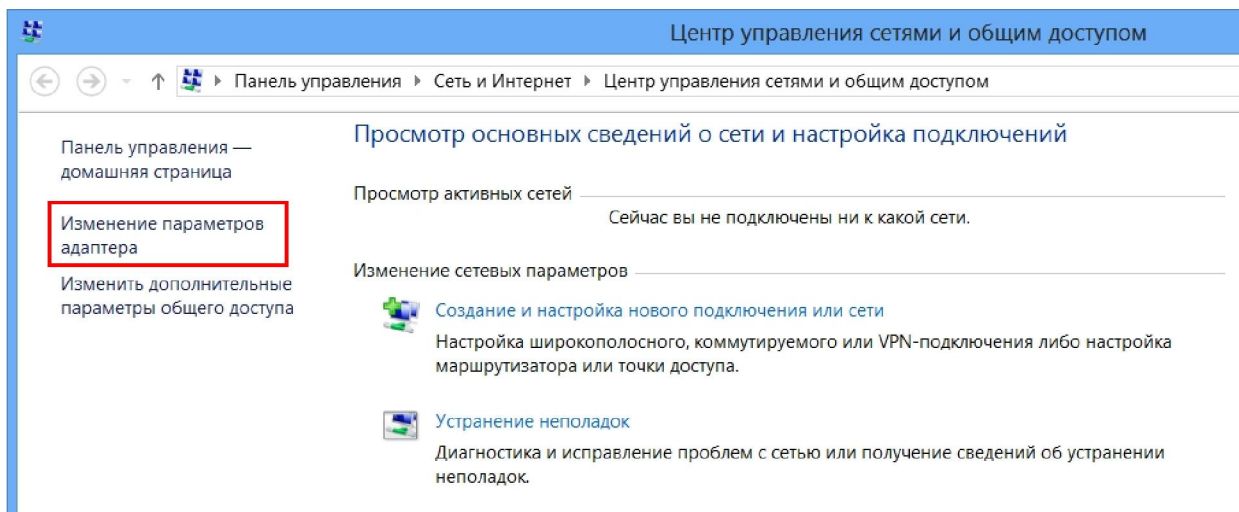 Центр управления сетями и общим доступом
Панель управления
Сеть и Интернет
Центр управления сетями и общим доступом
Панель управления —
домашняя страница
Изменение параметров
адаптера
Изменить дополнительные
параметры общего доступа
Просмотр основных сведений о сети и настройка подключений
Просмотр активных сетей
Сейчас вы не подключены ни к какой сети.
Изменение сетевых параметров
Создание и настройка нового подключения или сети
Настройка широкополосного, коммутируемого или VPN-подключения либо настройка
маршрутизатора или точки доступа.
Устранение неполадок
Диагностика и исправление проблем с сетью или получение сведений об устранении
неполадок.